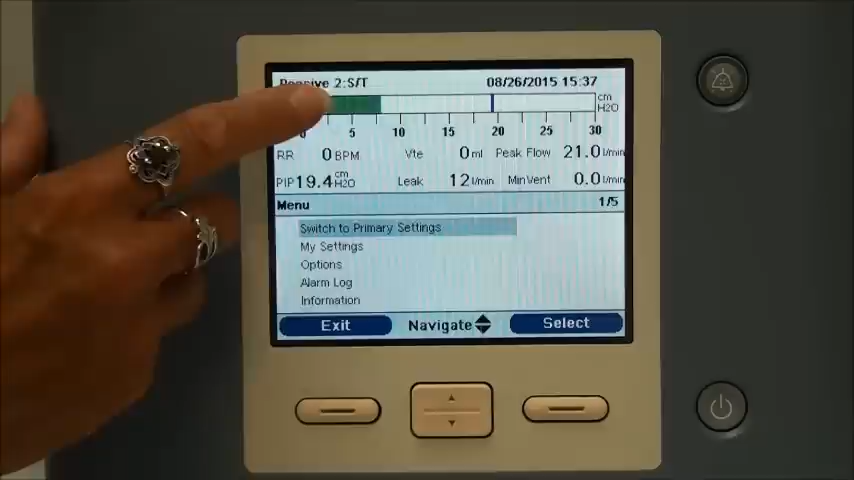 Passive 2:S/T 08/26/2015 15:37
cm H2O
0 5 10 15 20 25 30
RR 0 BPM Vte 0 ml Peak Flow 21.0 l/min
PIP 19.4 cm H2O Leak 12 l/min MinVent 0.0 l/min
Menu 1/5
Switch to Primary Settings
My Settings
Options
Alarm Log
Information
Exit Navigate Select